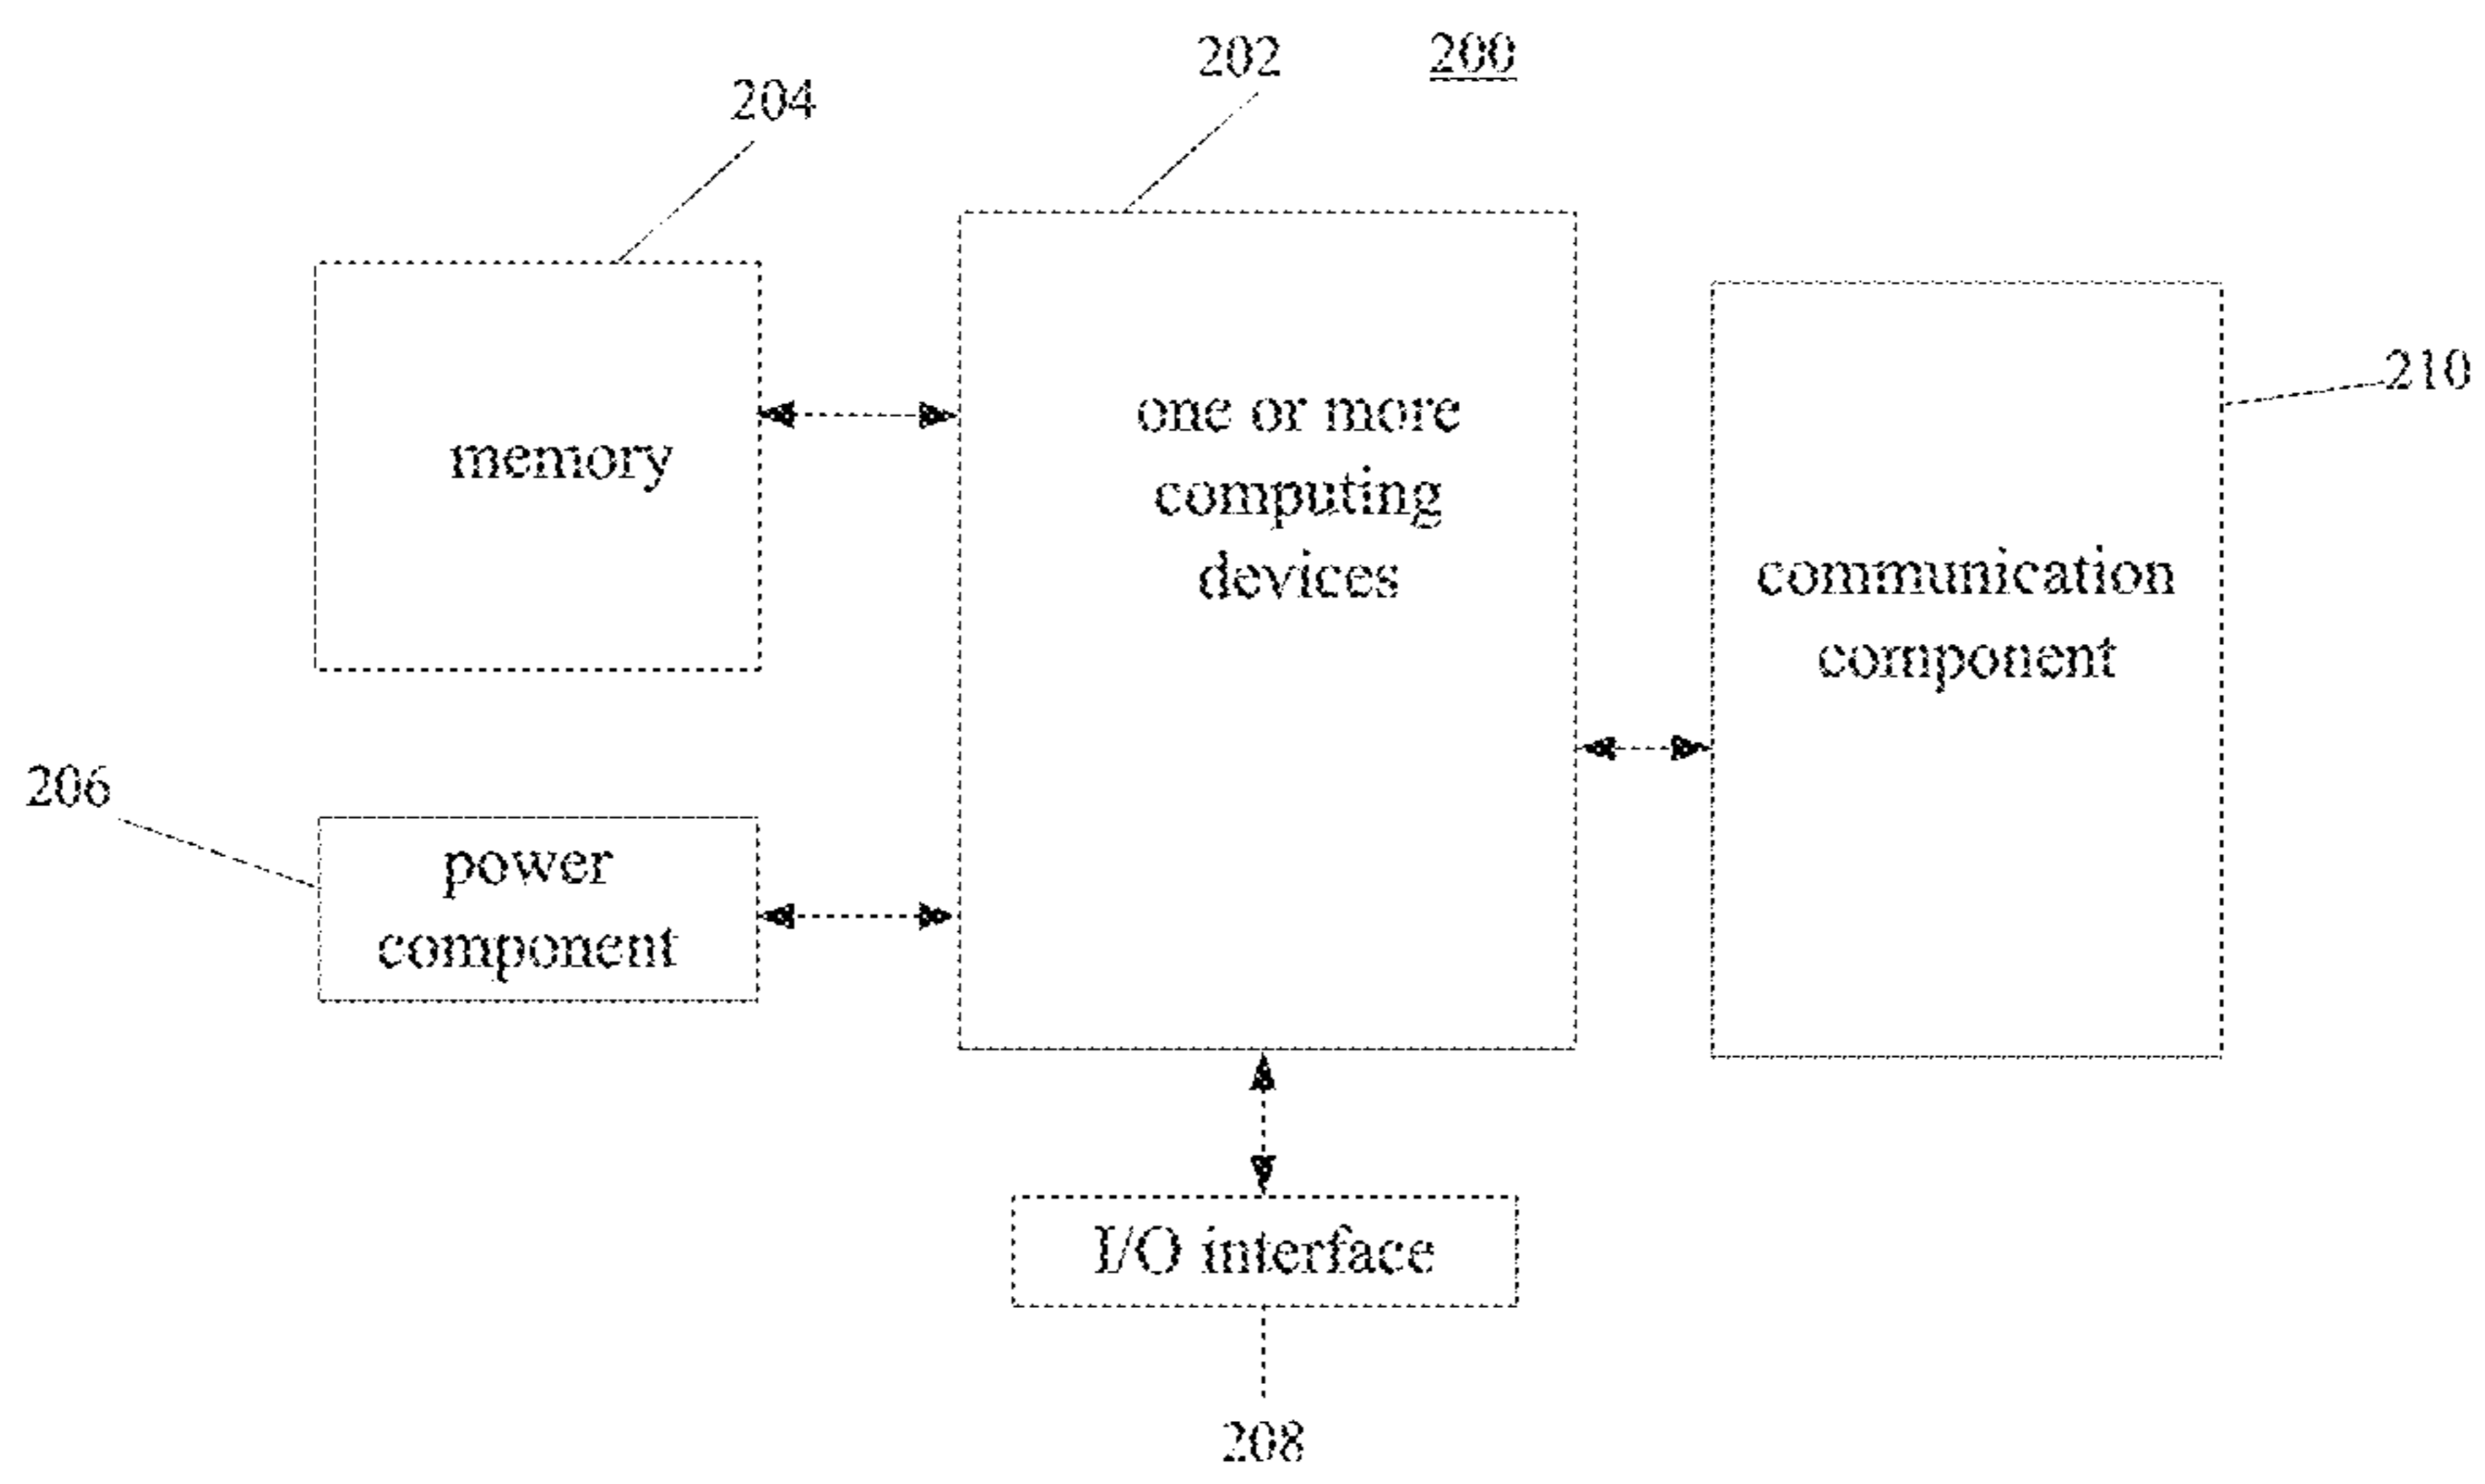 202
200
204
210
memory
one or more
computing
devices
communication
component
206
power
component
I/O interface
208